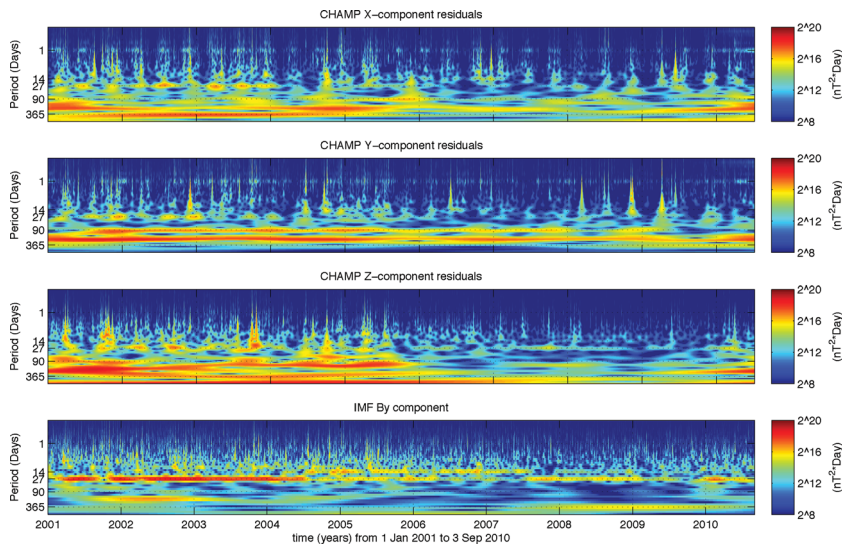 CHAMP X-component residuals
Period (Days)
1
14
27
90
365
2^20
2^16
2^12
2^8
(nT^2*Day)
CHAMP Y-component residuals
Period (Days)
1
14
27
90
365
2^20
2^16
2^12
2^8
(nT^2*Day)
CHAMP Z-component residuals
Period (Days)
1
14
27
90
365
2^20
2^16
2^12
2^8
(nT^2*Day)
IMF By component
Period (Days)
1
14
27
90
365
2^20
2^16
2^12
2^8
(nT^2*Day)
2001 2002 2003 2004 2005 2006 2007 2008 2009 2010
time (years) from 1 Jan 2001 to 3 Sep 2010